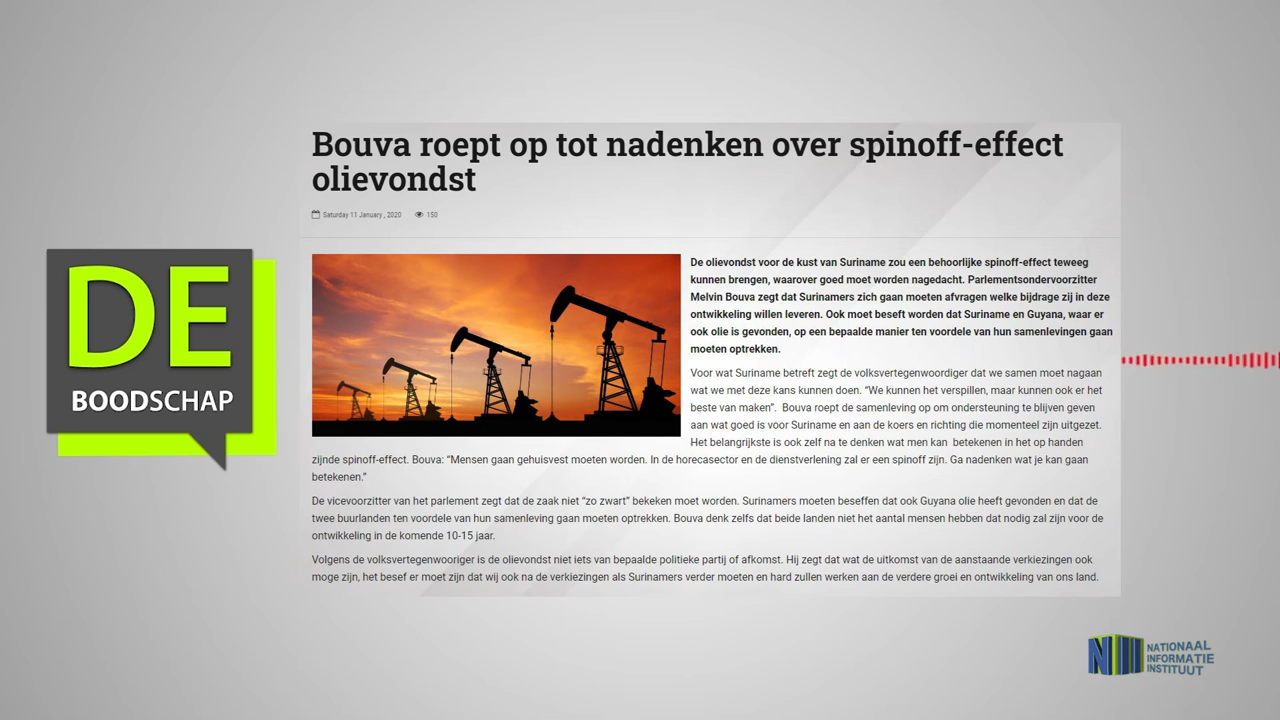 Bouva roept op tot nadenken over spinoff-effect
olievondst
Saturday 11 January , 2020 150
DE
BOODSCHAP
De olievondst voor de kust van Suriname zou een behoorlijke spinoff-effect teweeg
kunnen brengen, waarover goed moet worden nagedacht. Parlementsondervoorzitter
Melvin Bouva zegt dat Surinamers zich gaan moeten afvragen welke bijdrage zij in deze
ontwikkeling willen leveren. Ook moet beseft worden dat Suriname en Guyana, waar er
ook olie is gevonden, op een bepaalde manier ten voordele van hun samenlevingen gaan
moeten optrekken.
Voor wat Suriname betreft zegt de volksvertegenwoordiger dat we samen moet nagaan
wat we met deze kans kunnen doen. “We kunnen het verspillen, maar kunnen ook er het
beste van maken”. Bouva roept de samenleving op om ondersteuning te blijven geven
aan wat goed is voor Suriname en aan de koers en richting die momenteel zijn uitgezet.
Het belangrijkste is ook zelf na te denken wat men kan betekenen in het op handen
zijnde spinoff-effect. Bouva: “Mensen gaan gehuisvest moeten worden. In de horecasector en de dienstverlening zal er een spinoff zijn. Ga nadenken wat je kan gaan
betekenen.”
De vicevoorzitter van het parlement zegt dat de zaak niet “zo zwart” bekeken moet worden. Surinamers moeten beseffen dat ook Guyana olie heeft gevonden en dat de
twee buurlanden ten voordele van hun samenleving gaan moeten optrekken. Bouva denk zelfs dat beide landen niet het aantal mensen hebben dat nodig zal zijn voor de
ontwikkeling in de komende 10-15 jaar.
Volgens de volksvertegenwooriger is de olievondst niet iets van bepaalde politieke partij of afkomst. Hij zegt dat wat de uitkomst van de aanstaande verkiezingen ook
moge zijn, het besef er moet zijn dat wij ook na de verkiezingen als Surinamers verder moeten en hard zullen werken aan de verdere groei en ontwikkeling van ons land.
NII
NATIONAAL
INFORMATIE
INSTITUUT